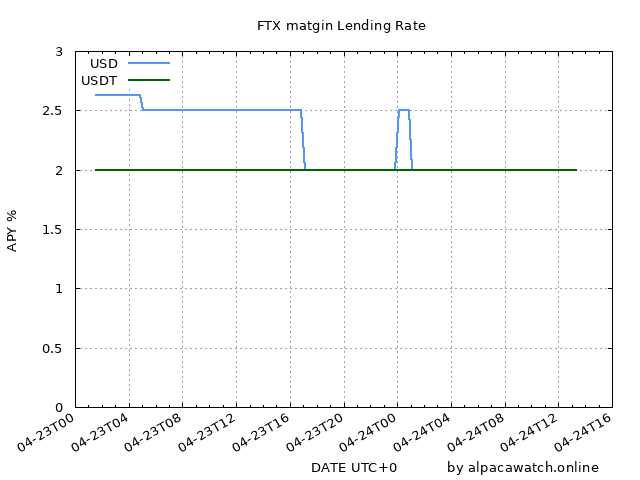 FTX matgin Lending Rate
3
USD
USDT
2.5
2
1.5
1
0.5
0
APY %
04-23T00
04-23T04
04-23T08
04-23T12
04-23T16
04-23T20
04-24T00
04-24T04
04-24T08
04-24T12
04-24T16
DATE UTC+0
by alpacawatch.online